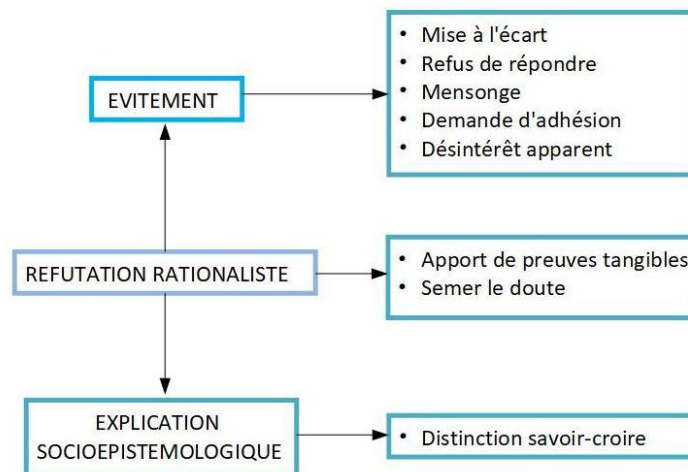 EVITEMENT
• Mise à l'écart
• Refus de répondre
• Mensonge
• Demande d'adhésion
• Désintérêt apparent
REFUTATION RATIONALISTE
• Apport de preuves tangibles
• Semer le doute
EXPLICATION
SOCIOEPISTEMOLOGIQUE
• Distinction savoir-croire